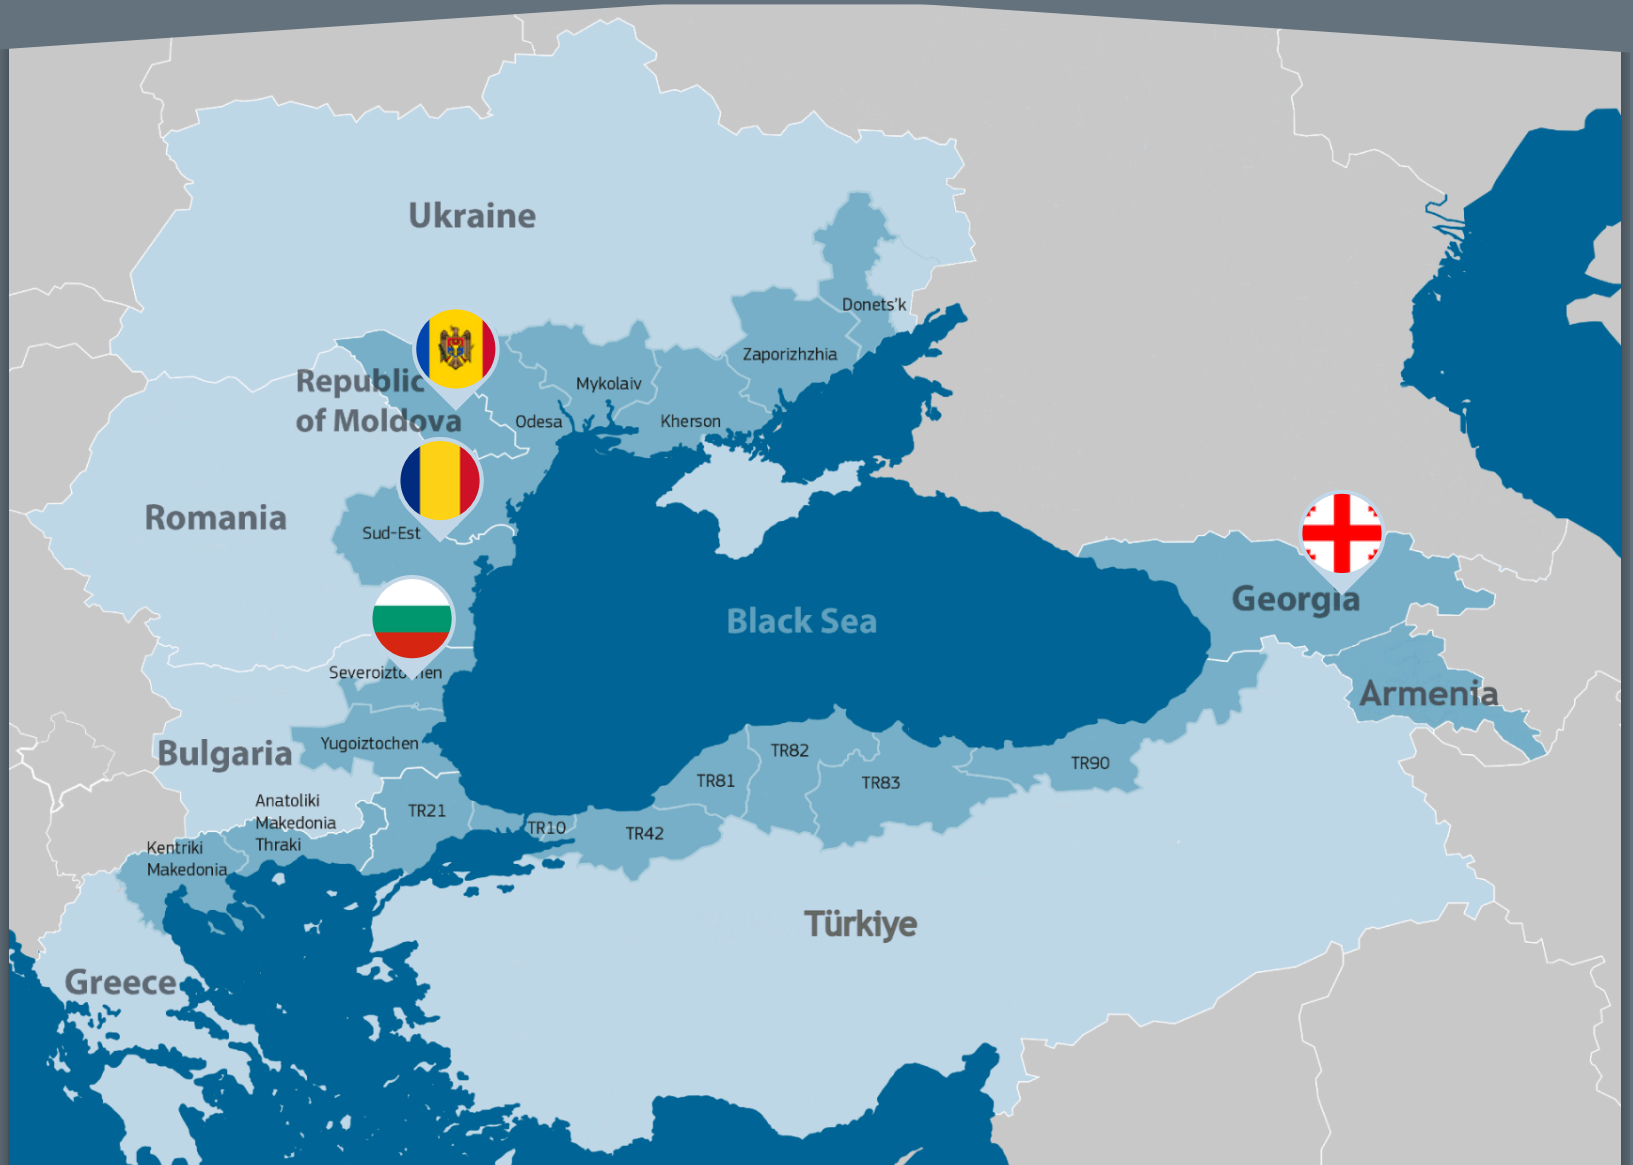 Ukraine
Donets'k
Zaporizhzhia
Republic
of Moldova
Mykolaiv
Odesa
Kherson
Romania
Sud-Est
Georgia
Black Sea
Armenia
Bulgaria
Yugoiztochen
TR82
TR81
TR83
TR90
Anatoliki
Makedonia
Thraki
TR21
TR10
TR42
Kentriki
Makedonia
Türkiye
Greece